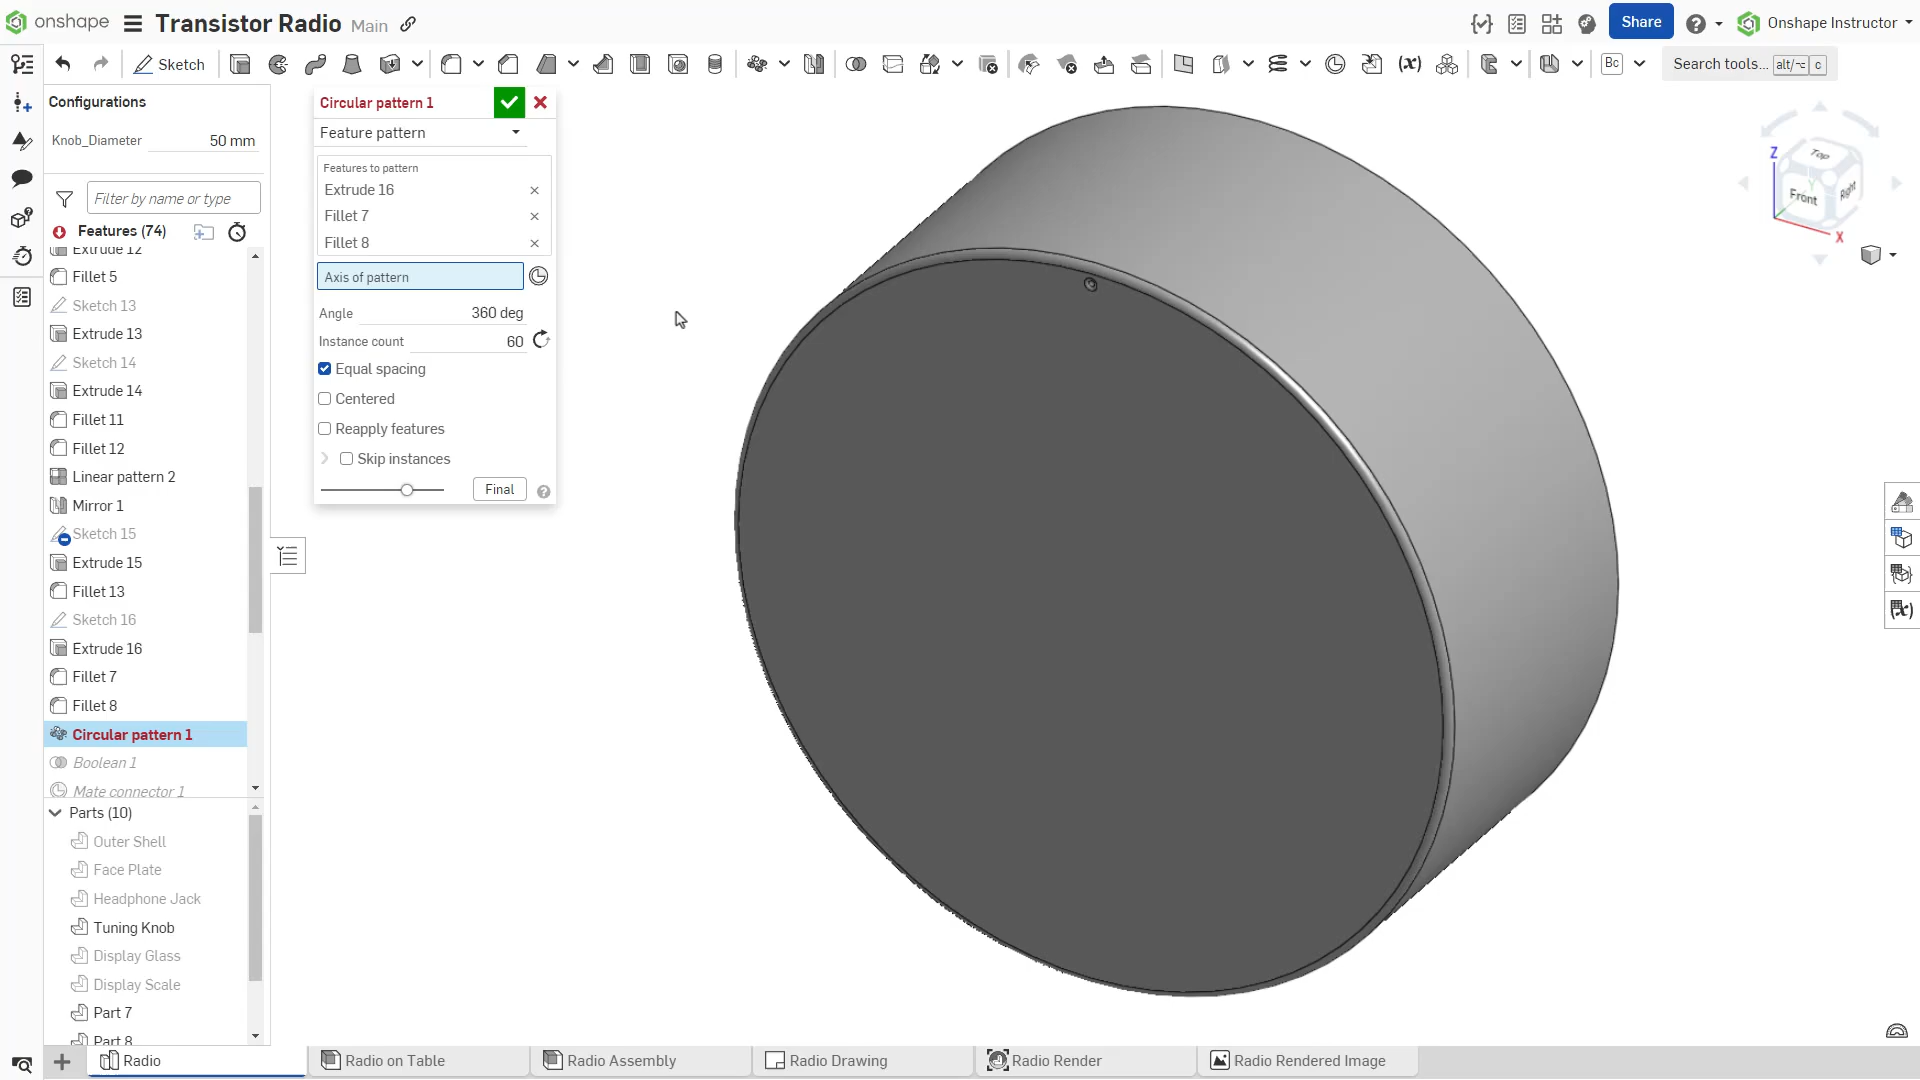 onshape Transistor Radio Main Share Onshape Instructor
Sketch Bc Search tools... alt/⌥ c
Configurations
Knob_Diameter 50 mm
Filter by name or type
Features (74)
Extrude 12
Fillet 5
Sketch 13
Extrude 13
Sketch 14
Extrude 14
Fillet 11
Fillet 12
Linear pattern 2
Mirror 1
Sketch 15
Extrude 15
Fillet 13
Sketch 16
Extrude 16
Fillet 7
Fillet 8
Circular pattern 1
Boolean 1
Mate connector 1
Parts (10)
Outer Shell
Face Plate
Headphone Jack
Tuning Knob
Display Glass
Display Scale
Part 7
Part 8
Circular pattern 1
Feature pattern
Features to pattern
Extrude 16
Fillet 7
Fillet 8
Axis of pattern
Angle 360 deg
Instance count 60
Equal spacing
Centered
Reapply features
Skip instances
Final
Top
Z
Y
Front Right
X
Radio Radio on Table Radio Assembly Radio Drawing Radio Render Radio Rendered Image